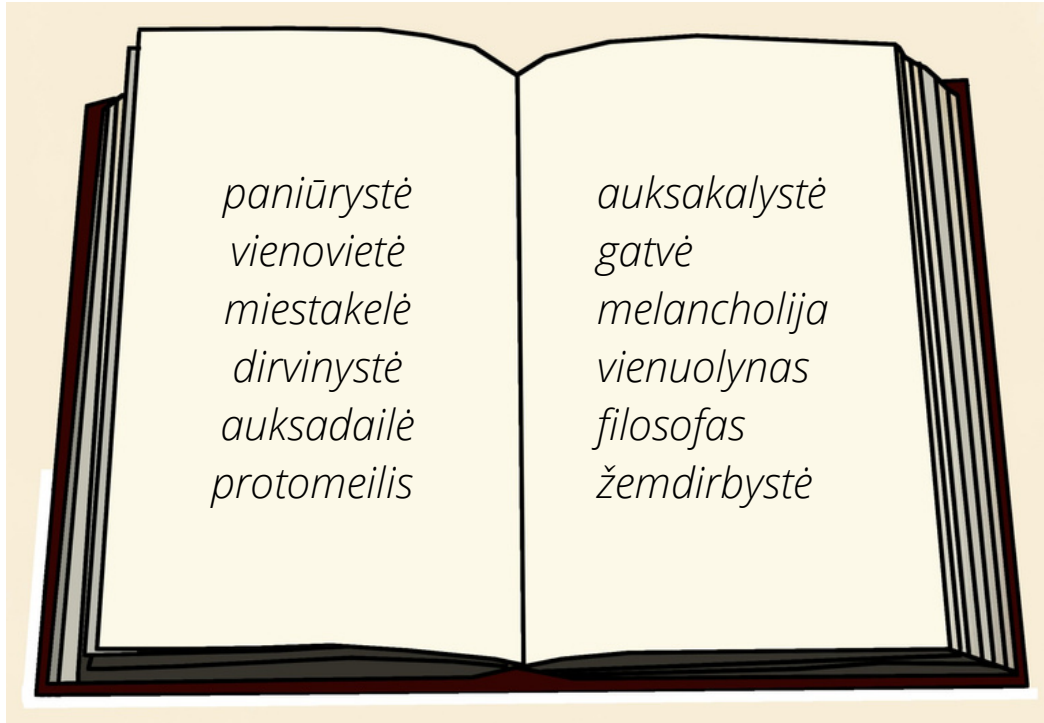 paniūrystė
vienovietė
miestakelė
dirvinystė
auksadailė
protomeilis
auksakalystė
gatvė
melancholija
vienuolynas
filosofas
žemdirbystė